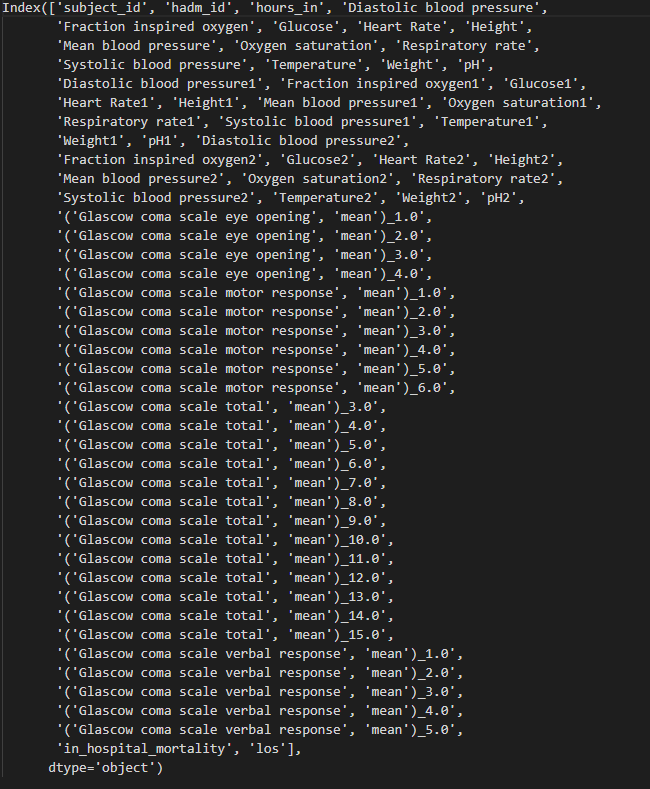 Index(['subject_id', 'hadm_id', 'hours_in', 'Diastolic blood pressure',
'Fraction inspired oxygen', 'Glucose', 'Heart Rate', 'Height',
'Mean blood pressure', 'Oxygen saturation', 'Respiratory rate',
'Systolic blood pressure', 'Temperature', 'Weight', 'pH',
'Diastolic blood pressure1', 'Fraction inspired oxygen1', 'Glucose1',
'Heart Rate1', 'Height1', 'Mean blood pressure1', 'Oxygen saturation1',
'Respiratory rate1', 'Systolic blood pressure1', 'Temperature1',
'Weight1', 'pH1', 'Diastolic blood pressure2',
'Fraction inspired oxygen2', 'Glucose2', 'Heart Rate2', 'Height2',
'Mean blood pressure2', 'Oxygen saturation2', 'Respiratory rate2',
'Systolic blood pressure2', 'Temperature2', 'Weight2', 'pH2',
'('Glascow coma scale eye opening', 'mean')_1.0',
'('Glascow coma scale eye opening', 'mean')_2.0',
'('Glascow coma scale eye opening', 'mean')_3.0',
'('Glascow coma scale eye opening', 'mean')_4.0',
'('Glascow coma scale motor response', 'mean')_1.0',
'('Glascow coma scale motor response', 'mean')_2.0',
'('Glascow coma scale motor response', 'mean')_3.0',
'('Glascow coma scale motor response', 'mean')_4.0',
'('Glascow coma scale motor response', 'mean')_5.0',
'('Glascow coma scale motor response', 'mean')_6.0',
'('Glascow coma scale total', 'mean')_3.0',
'('Glascow coma scale total', 'mean')_4.0',
'('Glascow coma scale total', 'mean')_5.0',
'('Glascow coma scale total', 'mean')_6.0',
'('Glascow coma scale total', 'mean')_7.0',
'('Glascow coma scale total', 'mean')_8.0',
'('Glascow coma scale total', 'mean')_9.0',
'('Glascow coma scale total', 'mean')_10.0',
'('Glascow coma scale total', 'mean')_11.0',
'('Glascow coma scale total', 'mean')_12.0',
'('Glascow coma scale total', 'mean')_13.0',
'('Glascow coma scale total', 'mean')_14.0',
'('Glascow coma scale total', 'mean')_15.0',
'('Glascow coma scale verbal response', 'mean')_1.0',
'('Glascow coma scale verbal response', 'mean')_2.0',
'('Glascow coma scale verbal response', 'mean')_3.0',
'('Glascow coma scale verbal response', 'mean')_4.0',
'('Glascow coma scale verbal response', 'mean')_5.0',
'in_hospital_mortality', 'los'],
dtype='object')